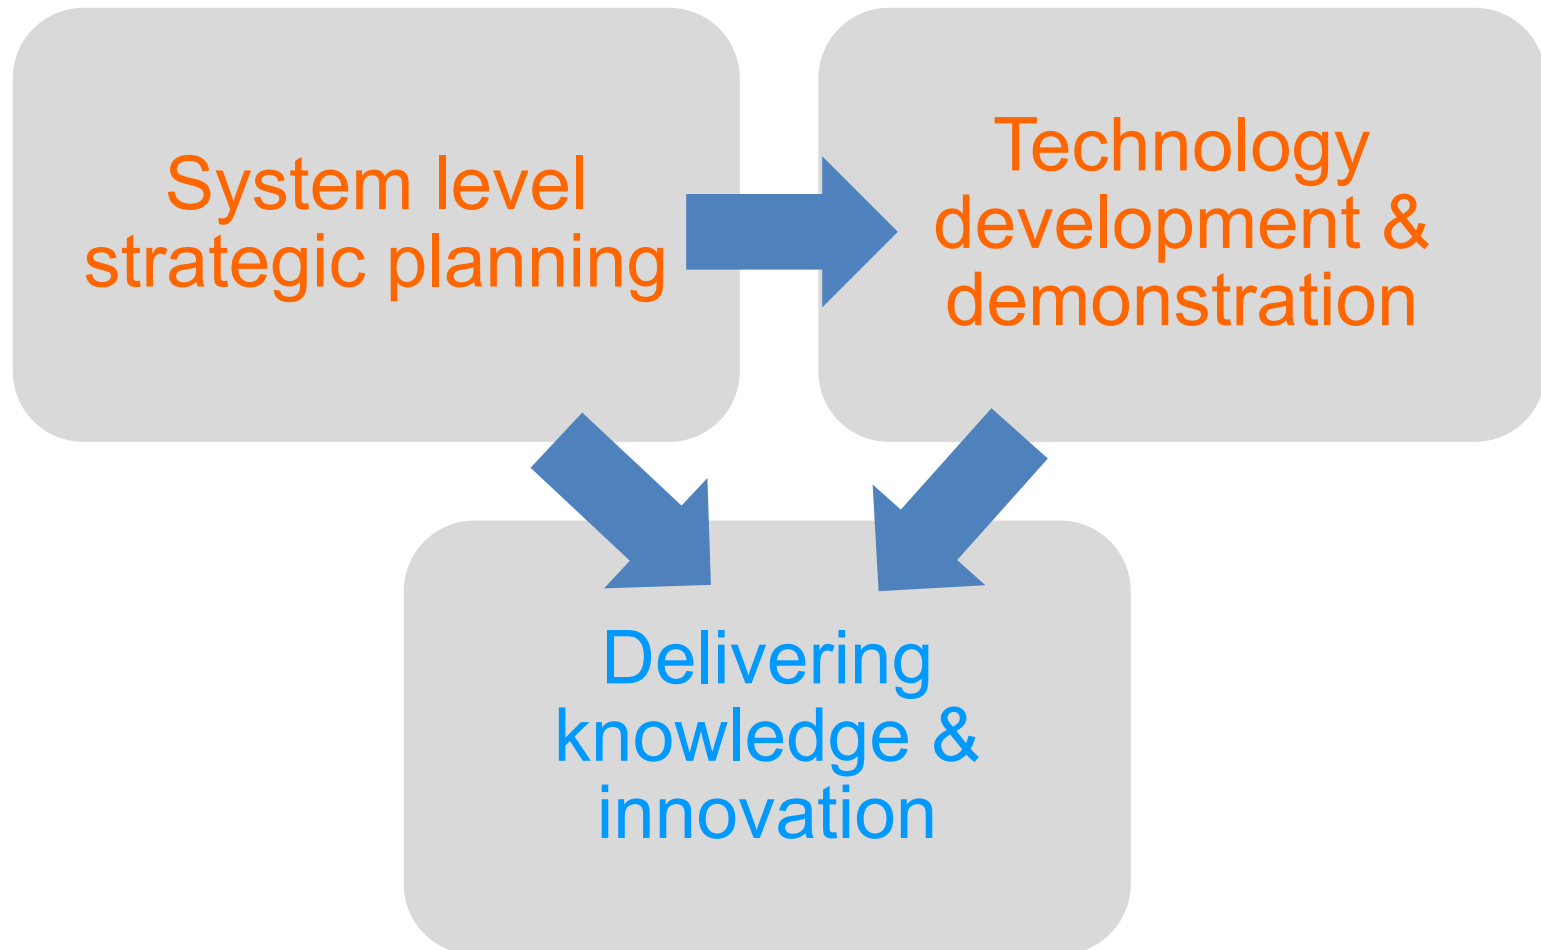 System level
strategic planning
Technology
development &
demonstration
Delivering
knowledge &
innovation